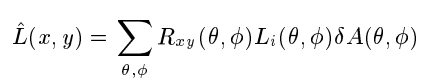 L̂(x, y) = ∑_{θ,ϕ} R_{xy}(θ, ϕ)L_i(θ, ϕ)δA(θ, ϕ)